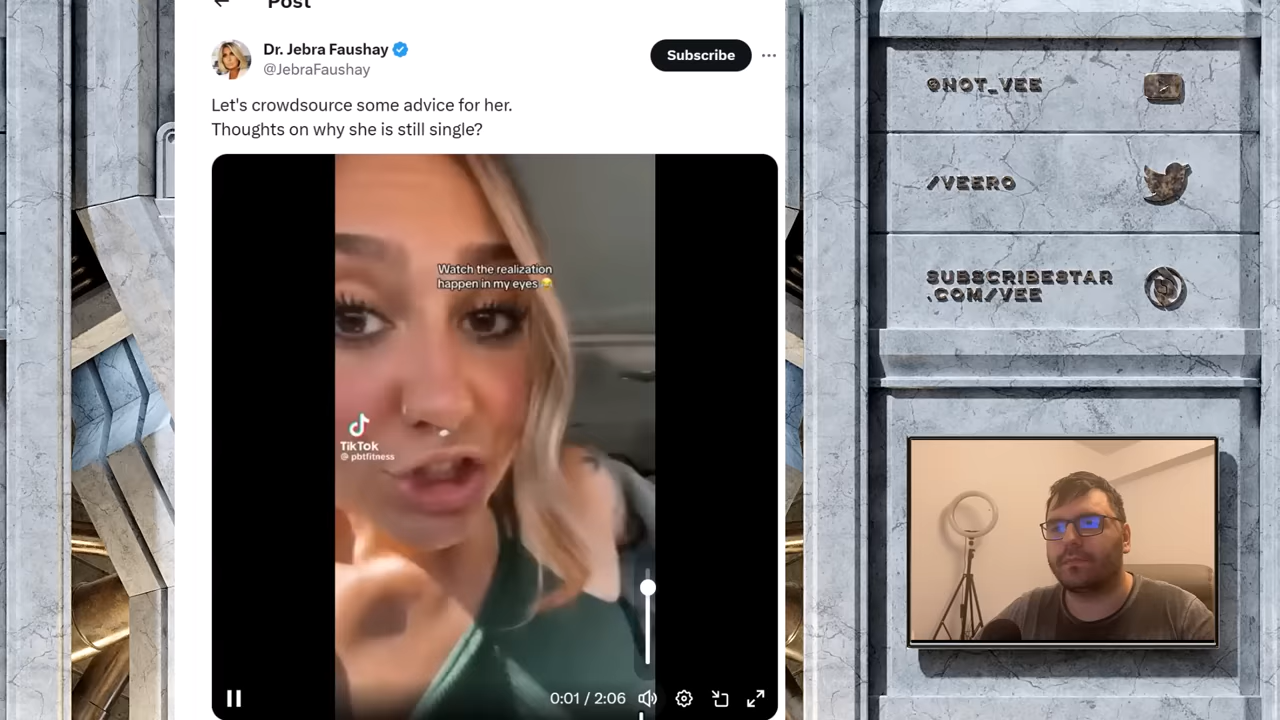 Post
Dr. Jebra Faushay
@JebraFaushay
Subscribe
Let's crowdsource some advice for her.
Thoughts on why she is still single?
Watch the realization
happen in my eyes 😂
TikTok
@ pbtfitness
0:01 / 2:06
@NOT_VEE
/VEERO
SUBSCRIBESTAR
.COM/VEE